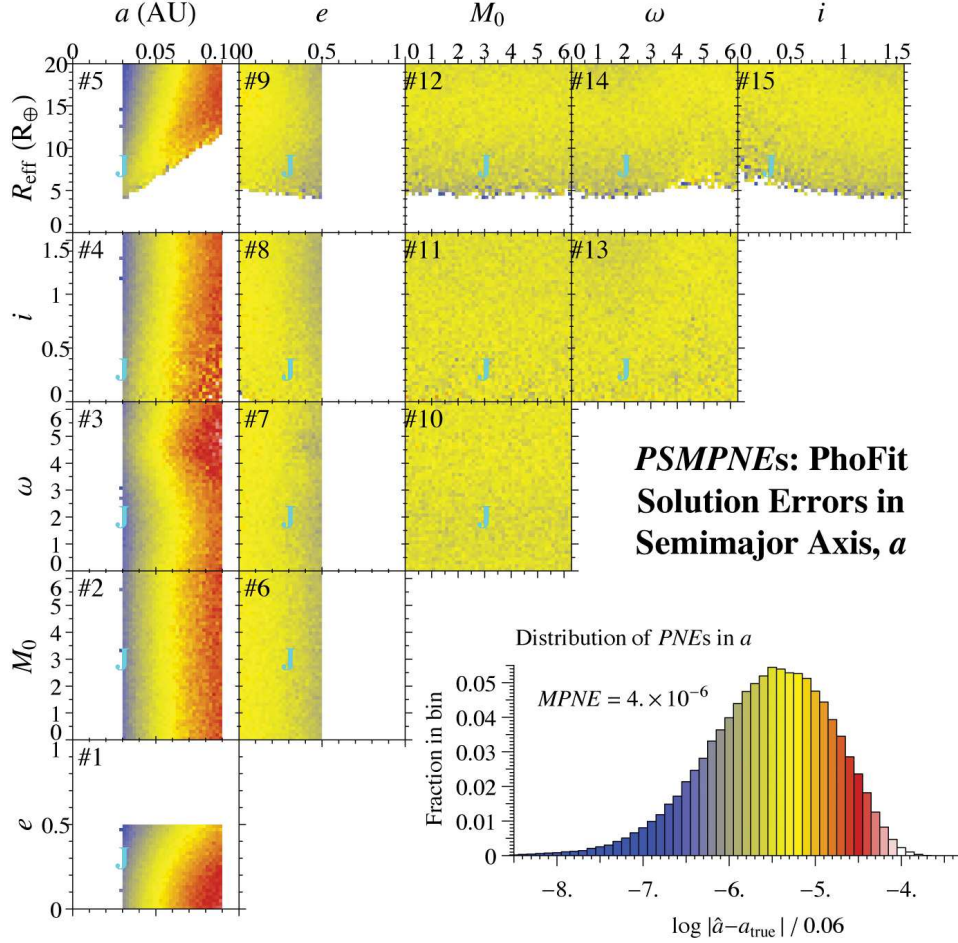 a (AU) e M₀ ω i
0 0.05 0.10 0 0.5 1.0 1 2 3 4 5 6 0 1 2 3 4 5 6 0 0.5 1 1.5
20 #5 #9 #12 #14 #15
15
R_eff (R_⊕)
10 J J J J J
5
0
1.5 #4 #8 #11 #13
1
i
0.5 J J J J
0
6 #3 #7 #10
5
4
ω
3
2 J J J
1
0
PSMPNEs: PhoFit
Solution Errors in
Semimajor Axis, a
6 #2 #6
5
4
M₀
3 J J
2
1
0
1 #1
e
0.5 J
0
Distribution of PNEs in a
MPNE = 4. × 10⁻⁶
Fraction in bin
0.05
0.04
0.03
0.02
0.01
0
−8. −7. −6. −5. −4.
log |â−a_true| / 0.06